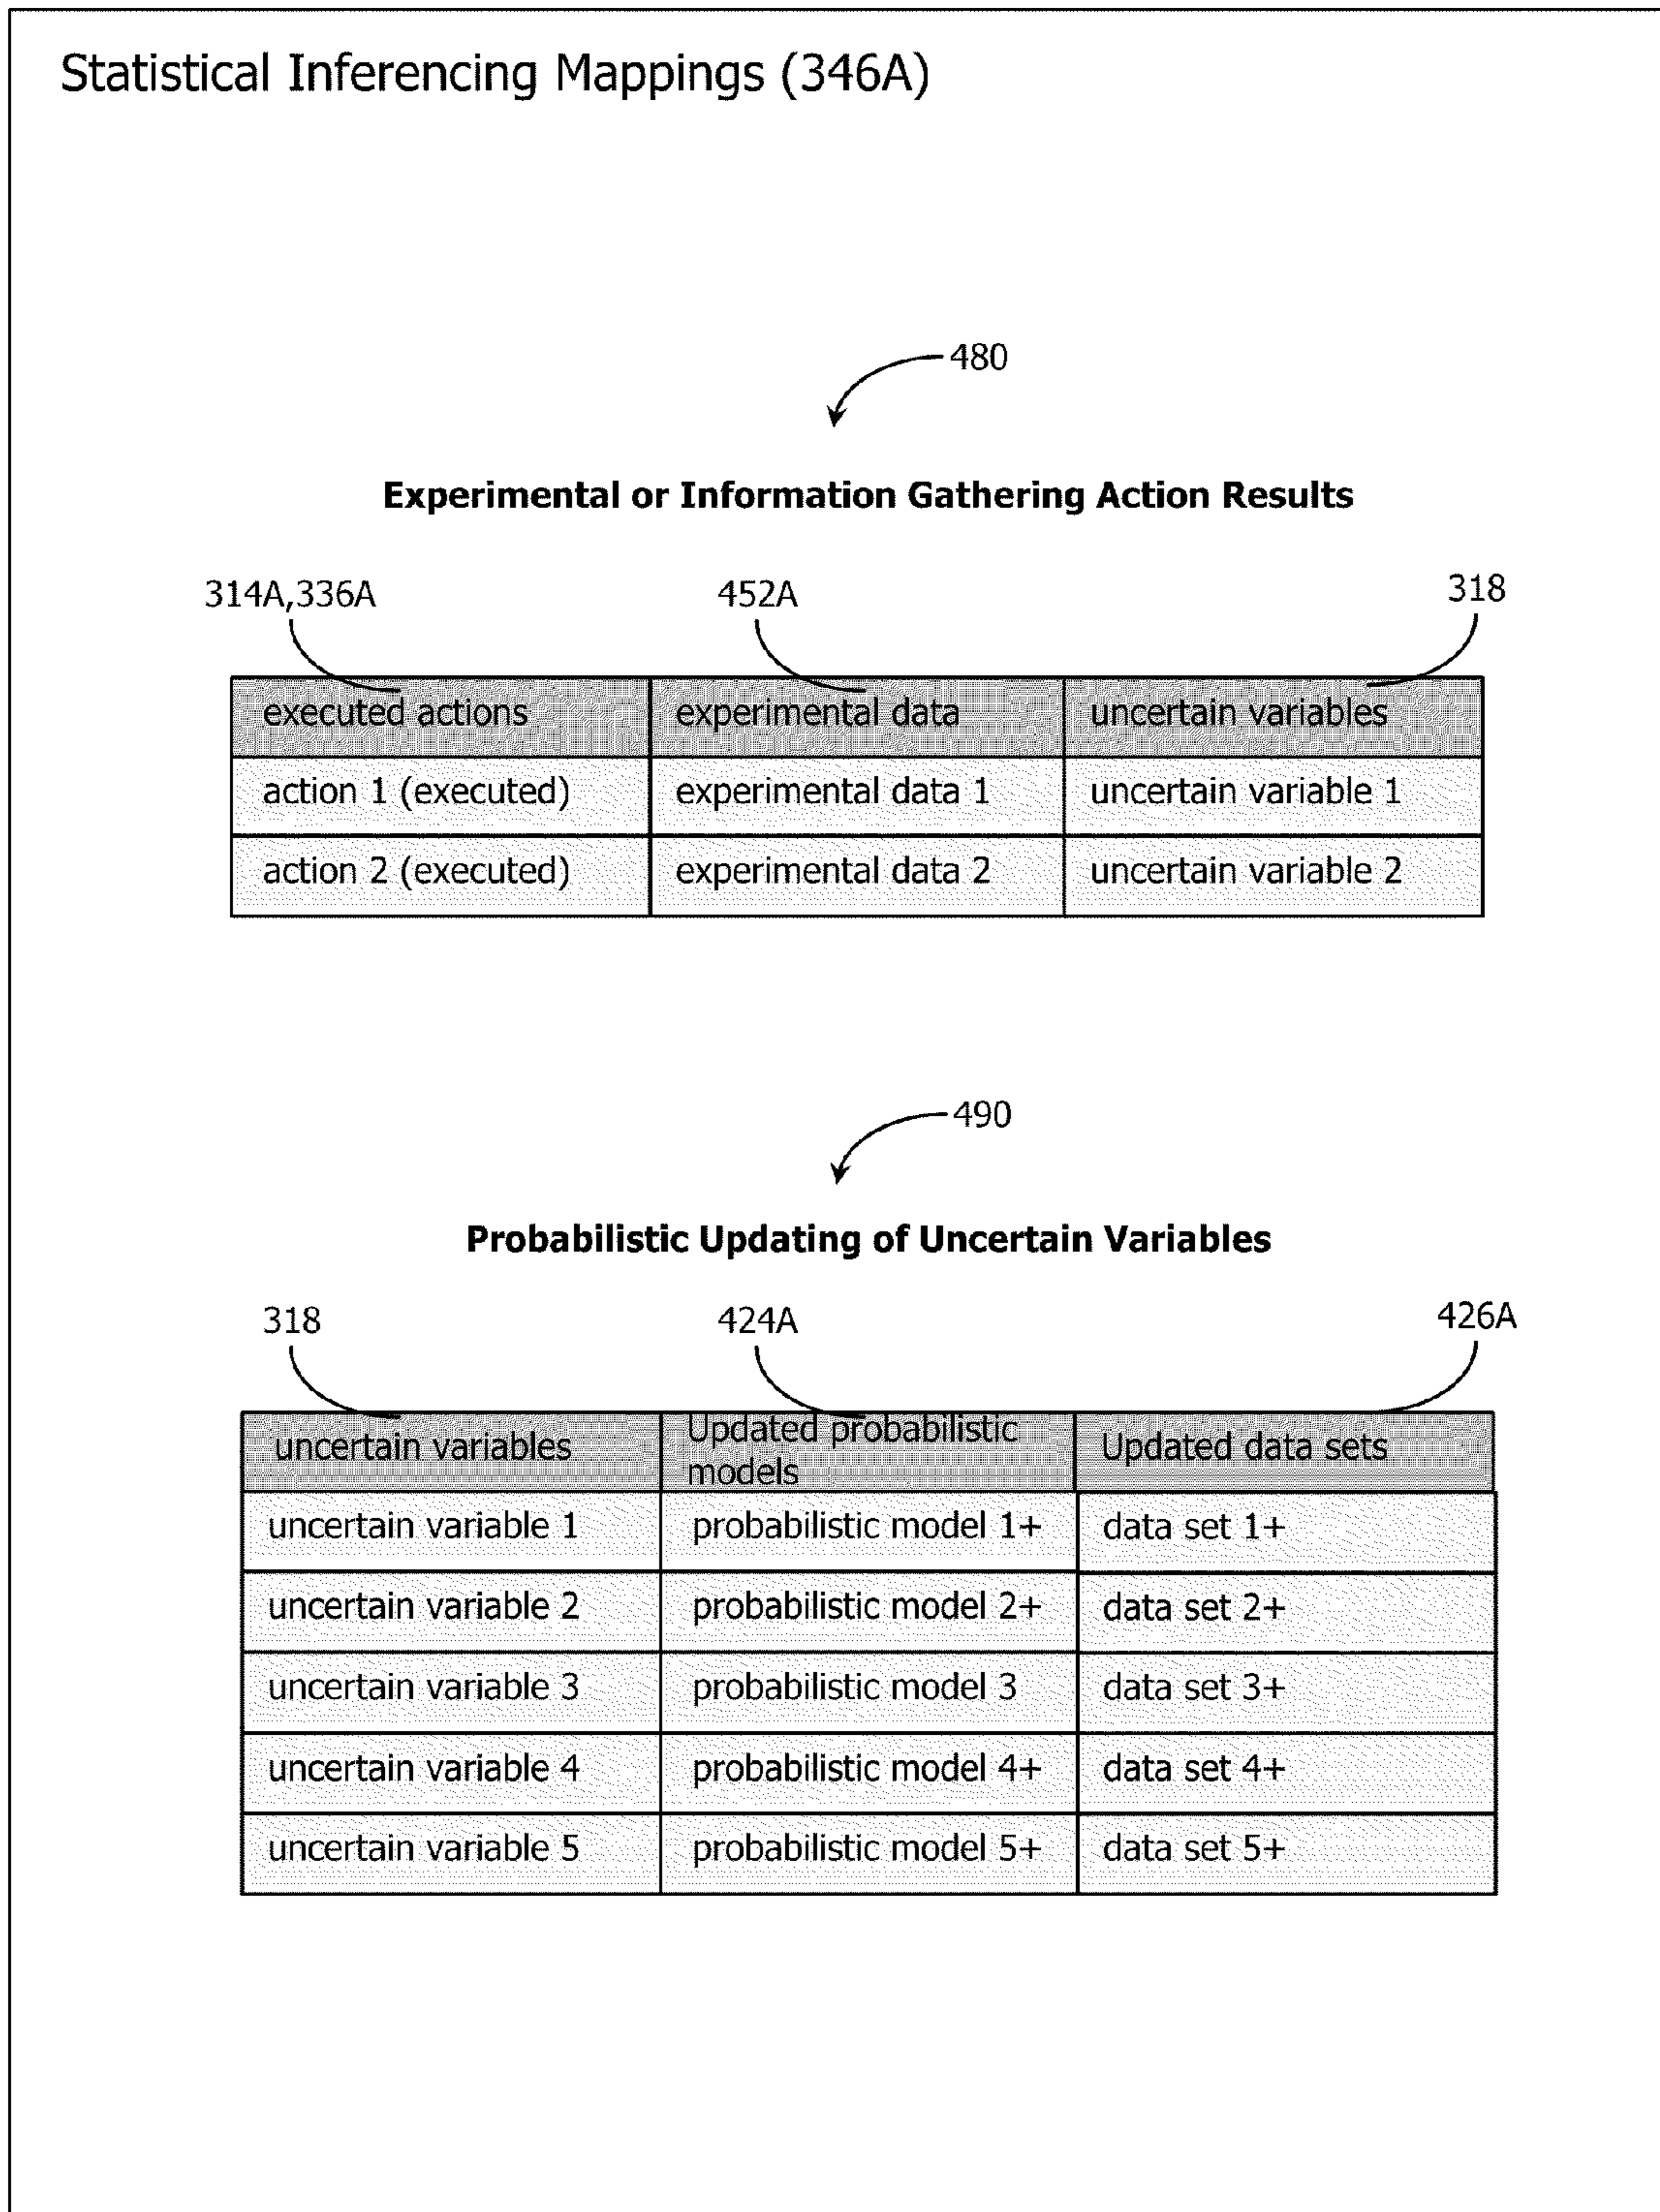 Statistical Inferencing Mappings (346A)
480
Experimental or Information Gathering Action Results
314A,336A 452A 318
executed actions experimental data uncertain variables
action 1 (executed) experimental data 1 uncertain variable 1
action 2 (executed) experimental data 2 uncertain variable 2
490
Probabilistic Updating of Uncertain Variables
318 424A 426A
uncertain variables Updated probabilistic models Updated data sets
uncertain variable 1 probabilistic model 1+ data set 1+
uncertain variable 2 probabilistic model 2+ data set 2+
uncertain variable 3 probabilistic model 3 data set 3+
uncertain variable 4 probabilistic model 4+ data set 4+
uncertain variable 5 probabilistic model 5+ data set 5+